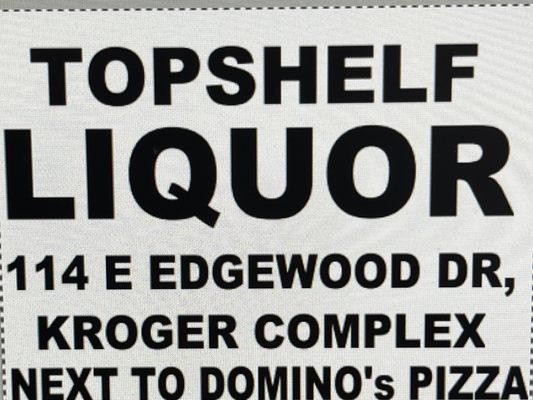 TOPSHELF
LIQUOR
114 E EDGEWOOD DR,
KROGER COMPLEX
NEXT TO DOMINO's PIZZA